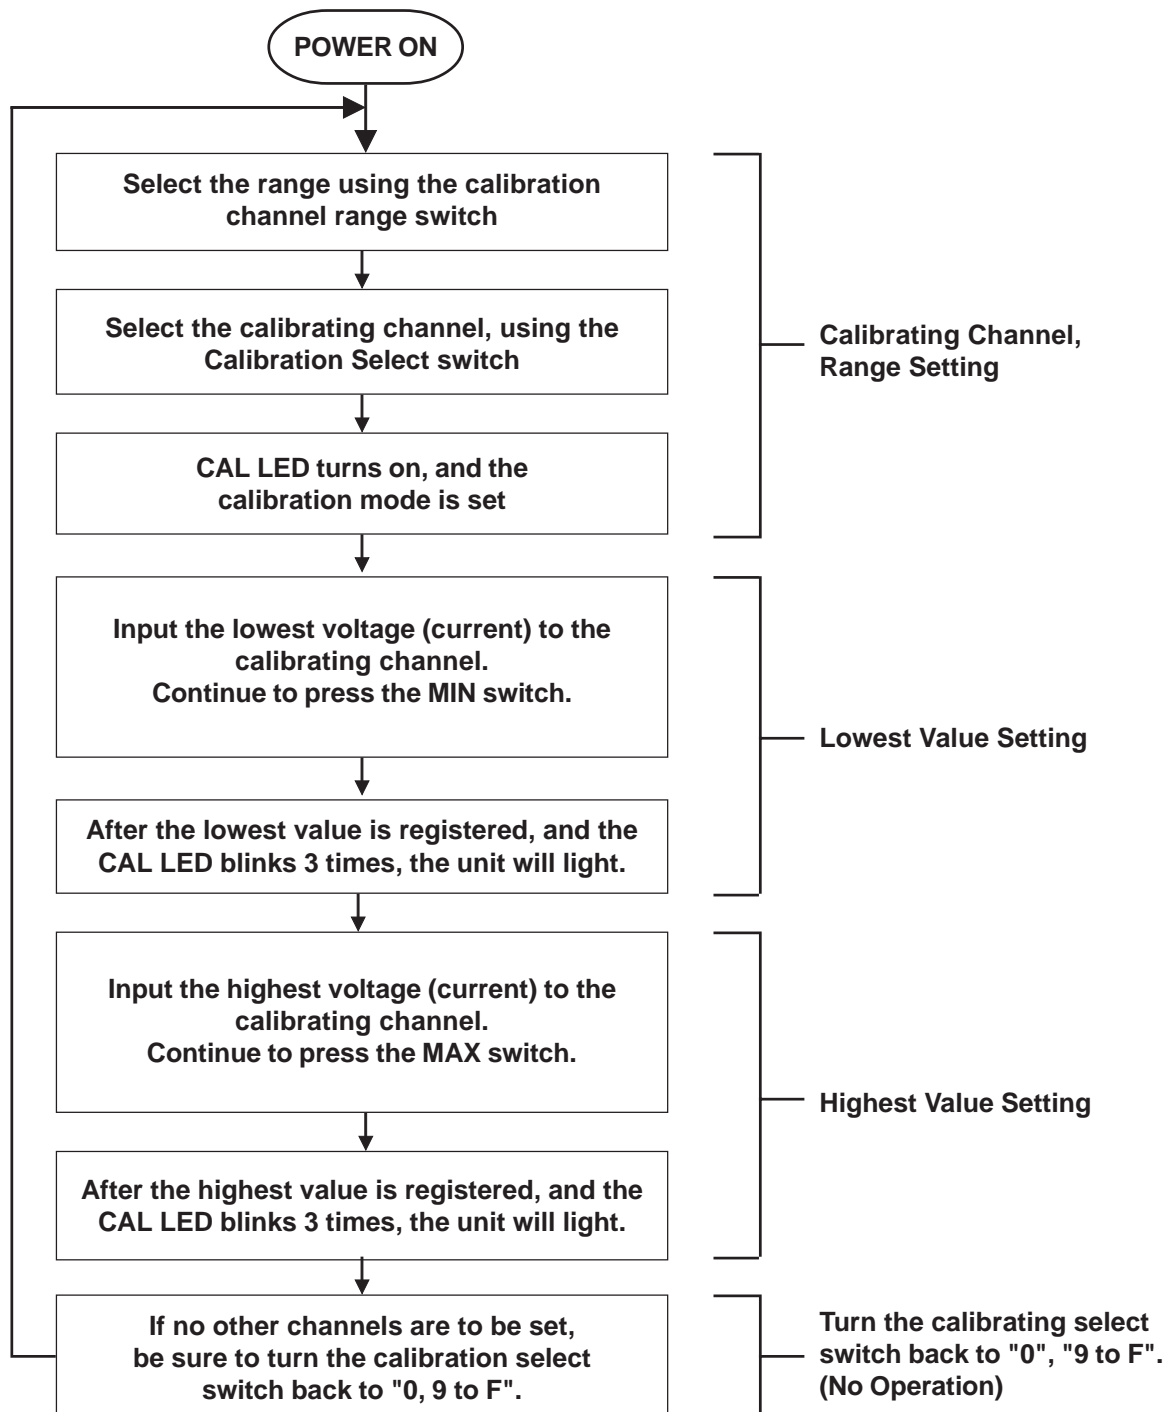 POWER ON
Select the range using the calibration
channel range switch
Select the calibrating channel, using the
Calibration Select switch
CAL LED turns on, and the
calibration mode is set
Calibrating Channel,
Range Setting
Input the lowest voltage (current) to the
calibrating channel.
Continue to press the MIN switch.
After the lowest value is registered, and the
CAL LED blinks 3 times, the unit will light.
Lowest Value Setting
Input the highest voltage (current) to the
calibrating channel.
Continue to press the MAX switch.
After the highest value is registered, and the
CAL LED blinks 3 times, the unit will light.
Highest Value Setting
If no other channels are to be set,
be sure to turn the calibration select
switch back to "0, 9 to F".
Turn the calibrating select
switch back to "0", "9 to F".
(No Operation)